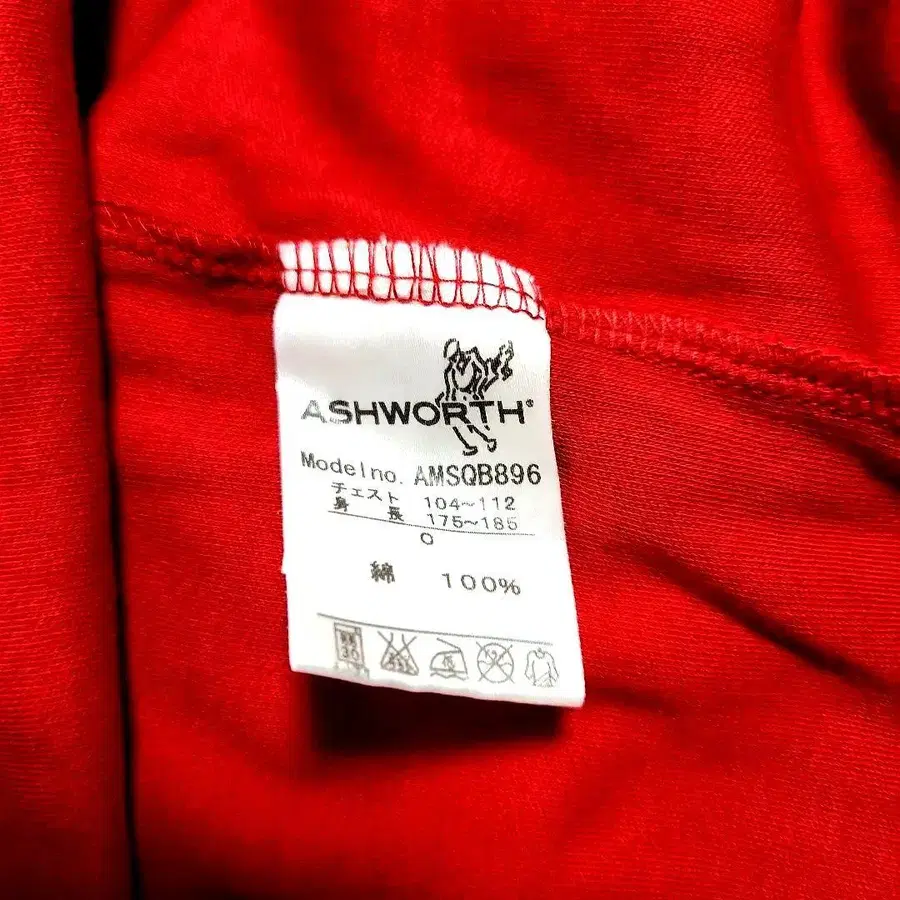 ASHWORTH®
Model no. AMSQB896
チェスト 104~112
身長 175~185
O
綿 100%